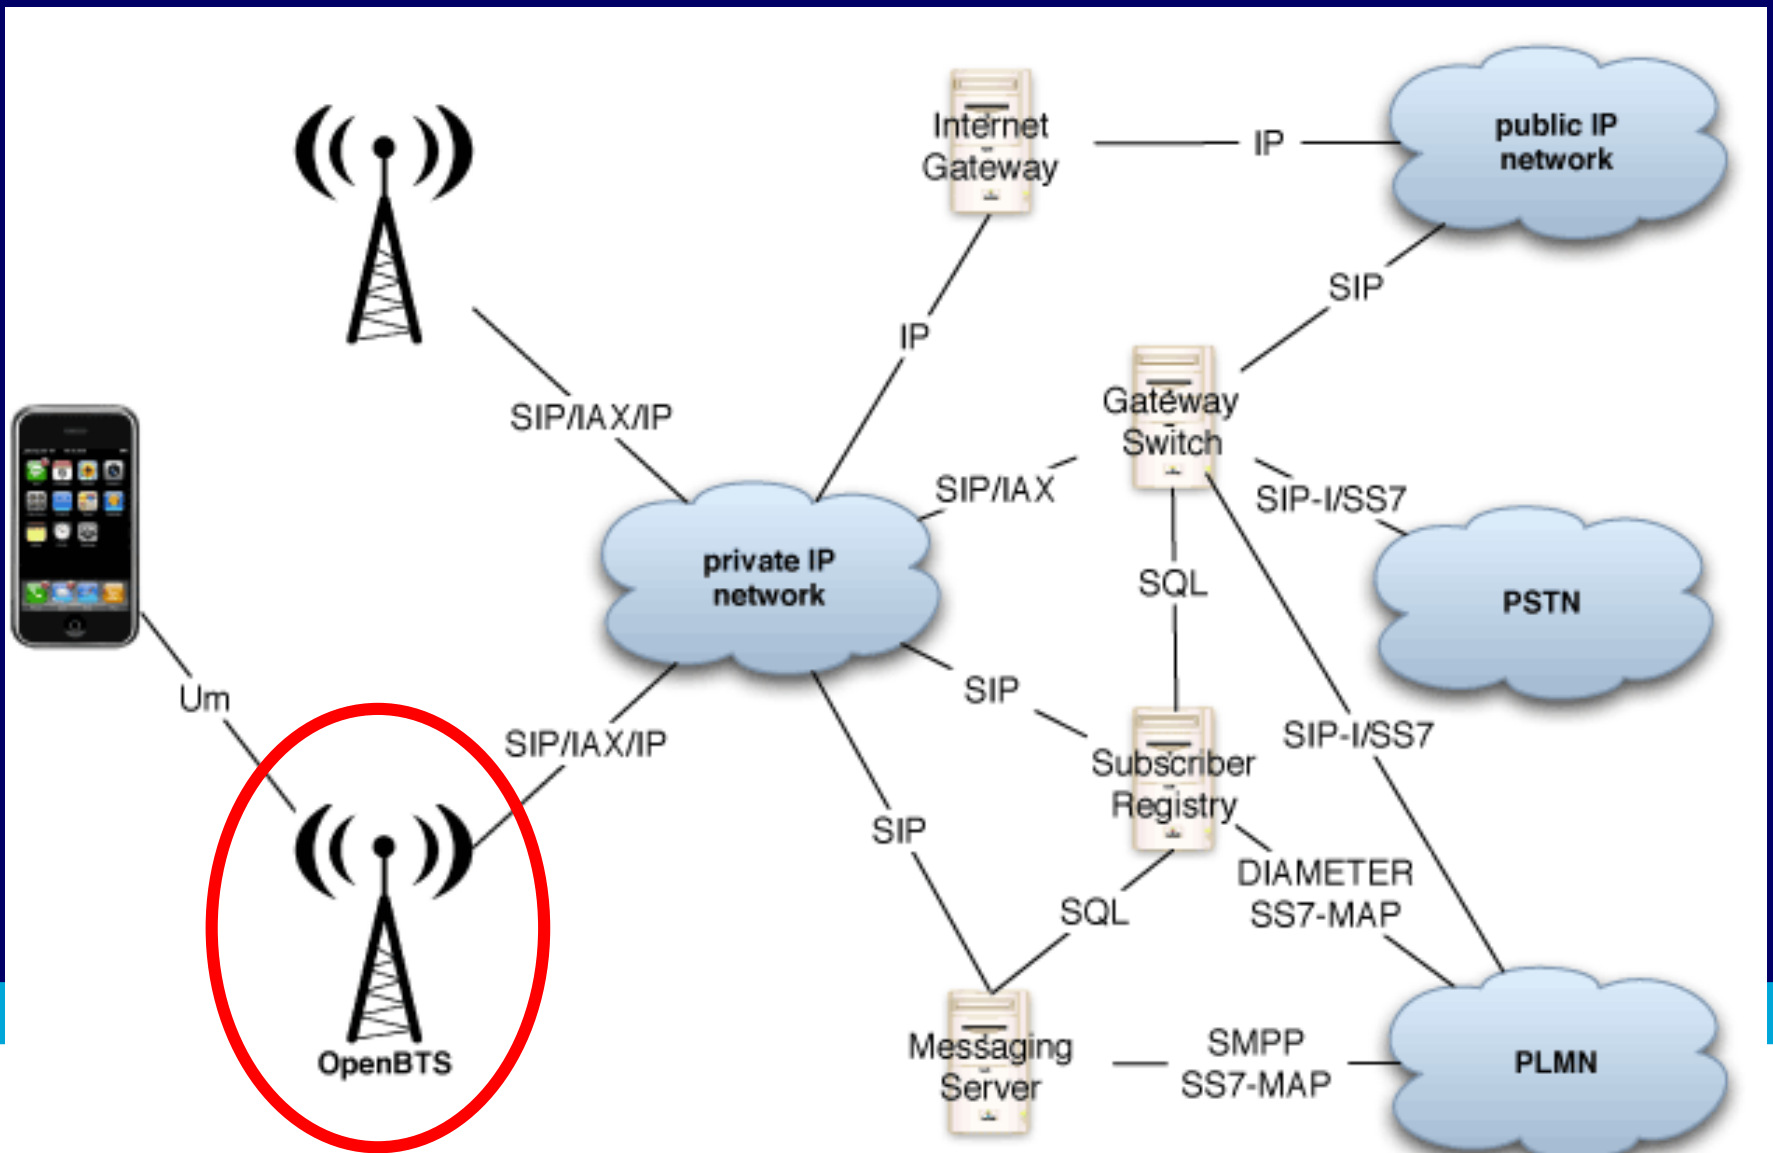 Internet
Gateway
IP
public IP
network
SIP
IP
SIP/IAX/IP
Gateway
Switch
SIP/IAX
SIP-I/SS7
private IP
network
SQL
PSTN
Um
SIP
SIP/IAX/IP
SIP-I/SS7
Subscriber
Registry
SIP
DIAMETER
SS7-MAP
SQL
OpenBTS
Messaging
Server
SMPP
SS7-MAP
PLMN